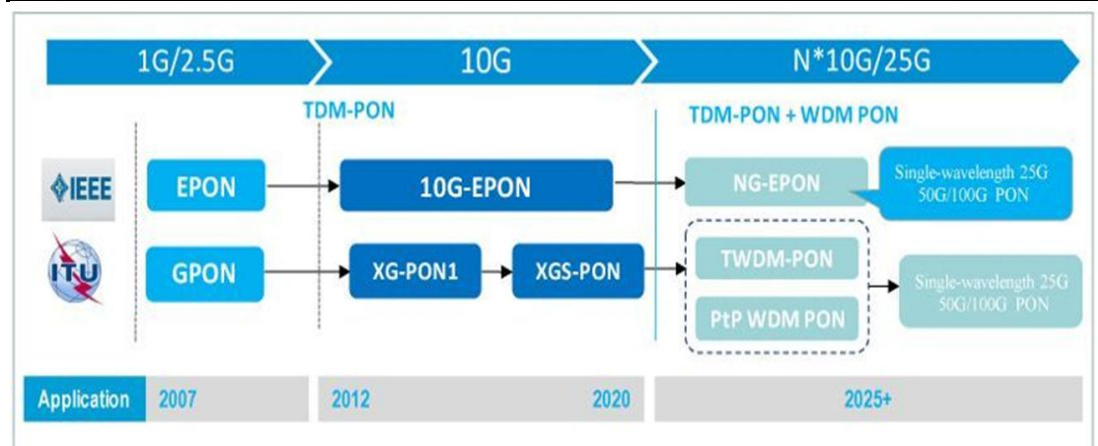 1G/2.5G
10G
N*10G/25G
TDM-PON
TDM-PON + WDM PON
IEEE
EPON
10G-EPON
NG-EPON
Single-wavelength 25G
50G/100G PON
ITU
GPON
XG-PON1
XGS-PON
TWDM-PON
PtP WDM PON
Single-wavelength 25G
50G/100G PON
Application
2007
2012
2020
2025+